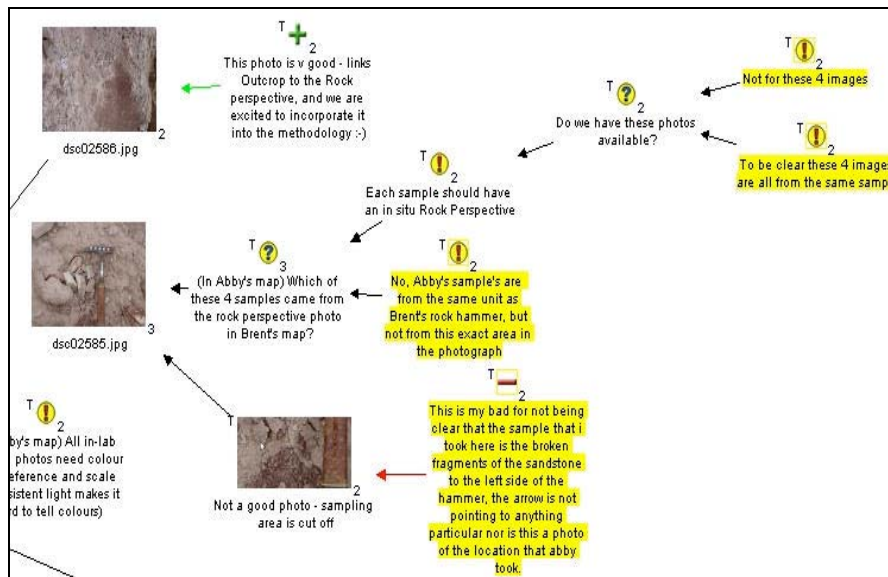 T
2
This photo is v good - links
Outcrop to the Rock
perspective, and we are
excited to incorporate it
into the methodology :-)
2
dsc02586.jpg
T
2
Not for these 4 images
T
2
Do we have these photos
available?
T
2
To be clear these 4 images
are all from the same samp
T
2
Each sample should have
an in situ Rock Perspective
T
3
(In Abby's map) Which of
these 4 samples came from
the rock perspective photo
in Brent's map?
T
2
No, Abby's sample's are
from the same unit as
Brent's rock hammer, but
not from this exact area in
the photograph
3
dsc02585.jpg
T
2
by's map) All in-lab
photos need colour
eference and scale
sistent light makes it
rd to tell colours)
T
2
Not a good photo - sampling
area is cut off
T
2
This is my bad for not being
clear that the sample that i
took here is the broken
fragments of the sandstone
to the left side of the
hammer, the arrow is not
pointing to anything
particular nor is this a photo
of the location that abby
took.